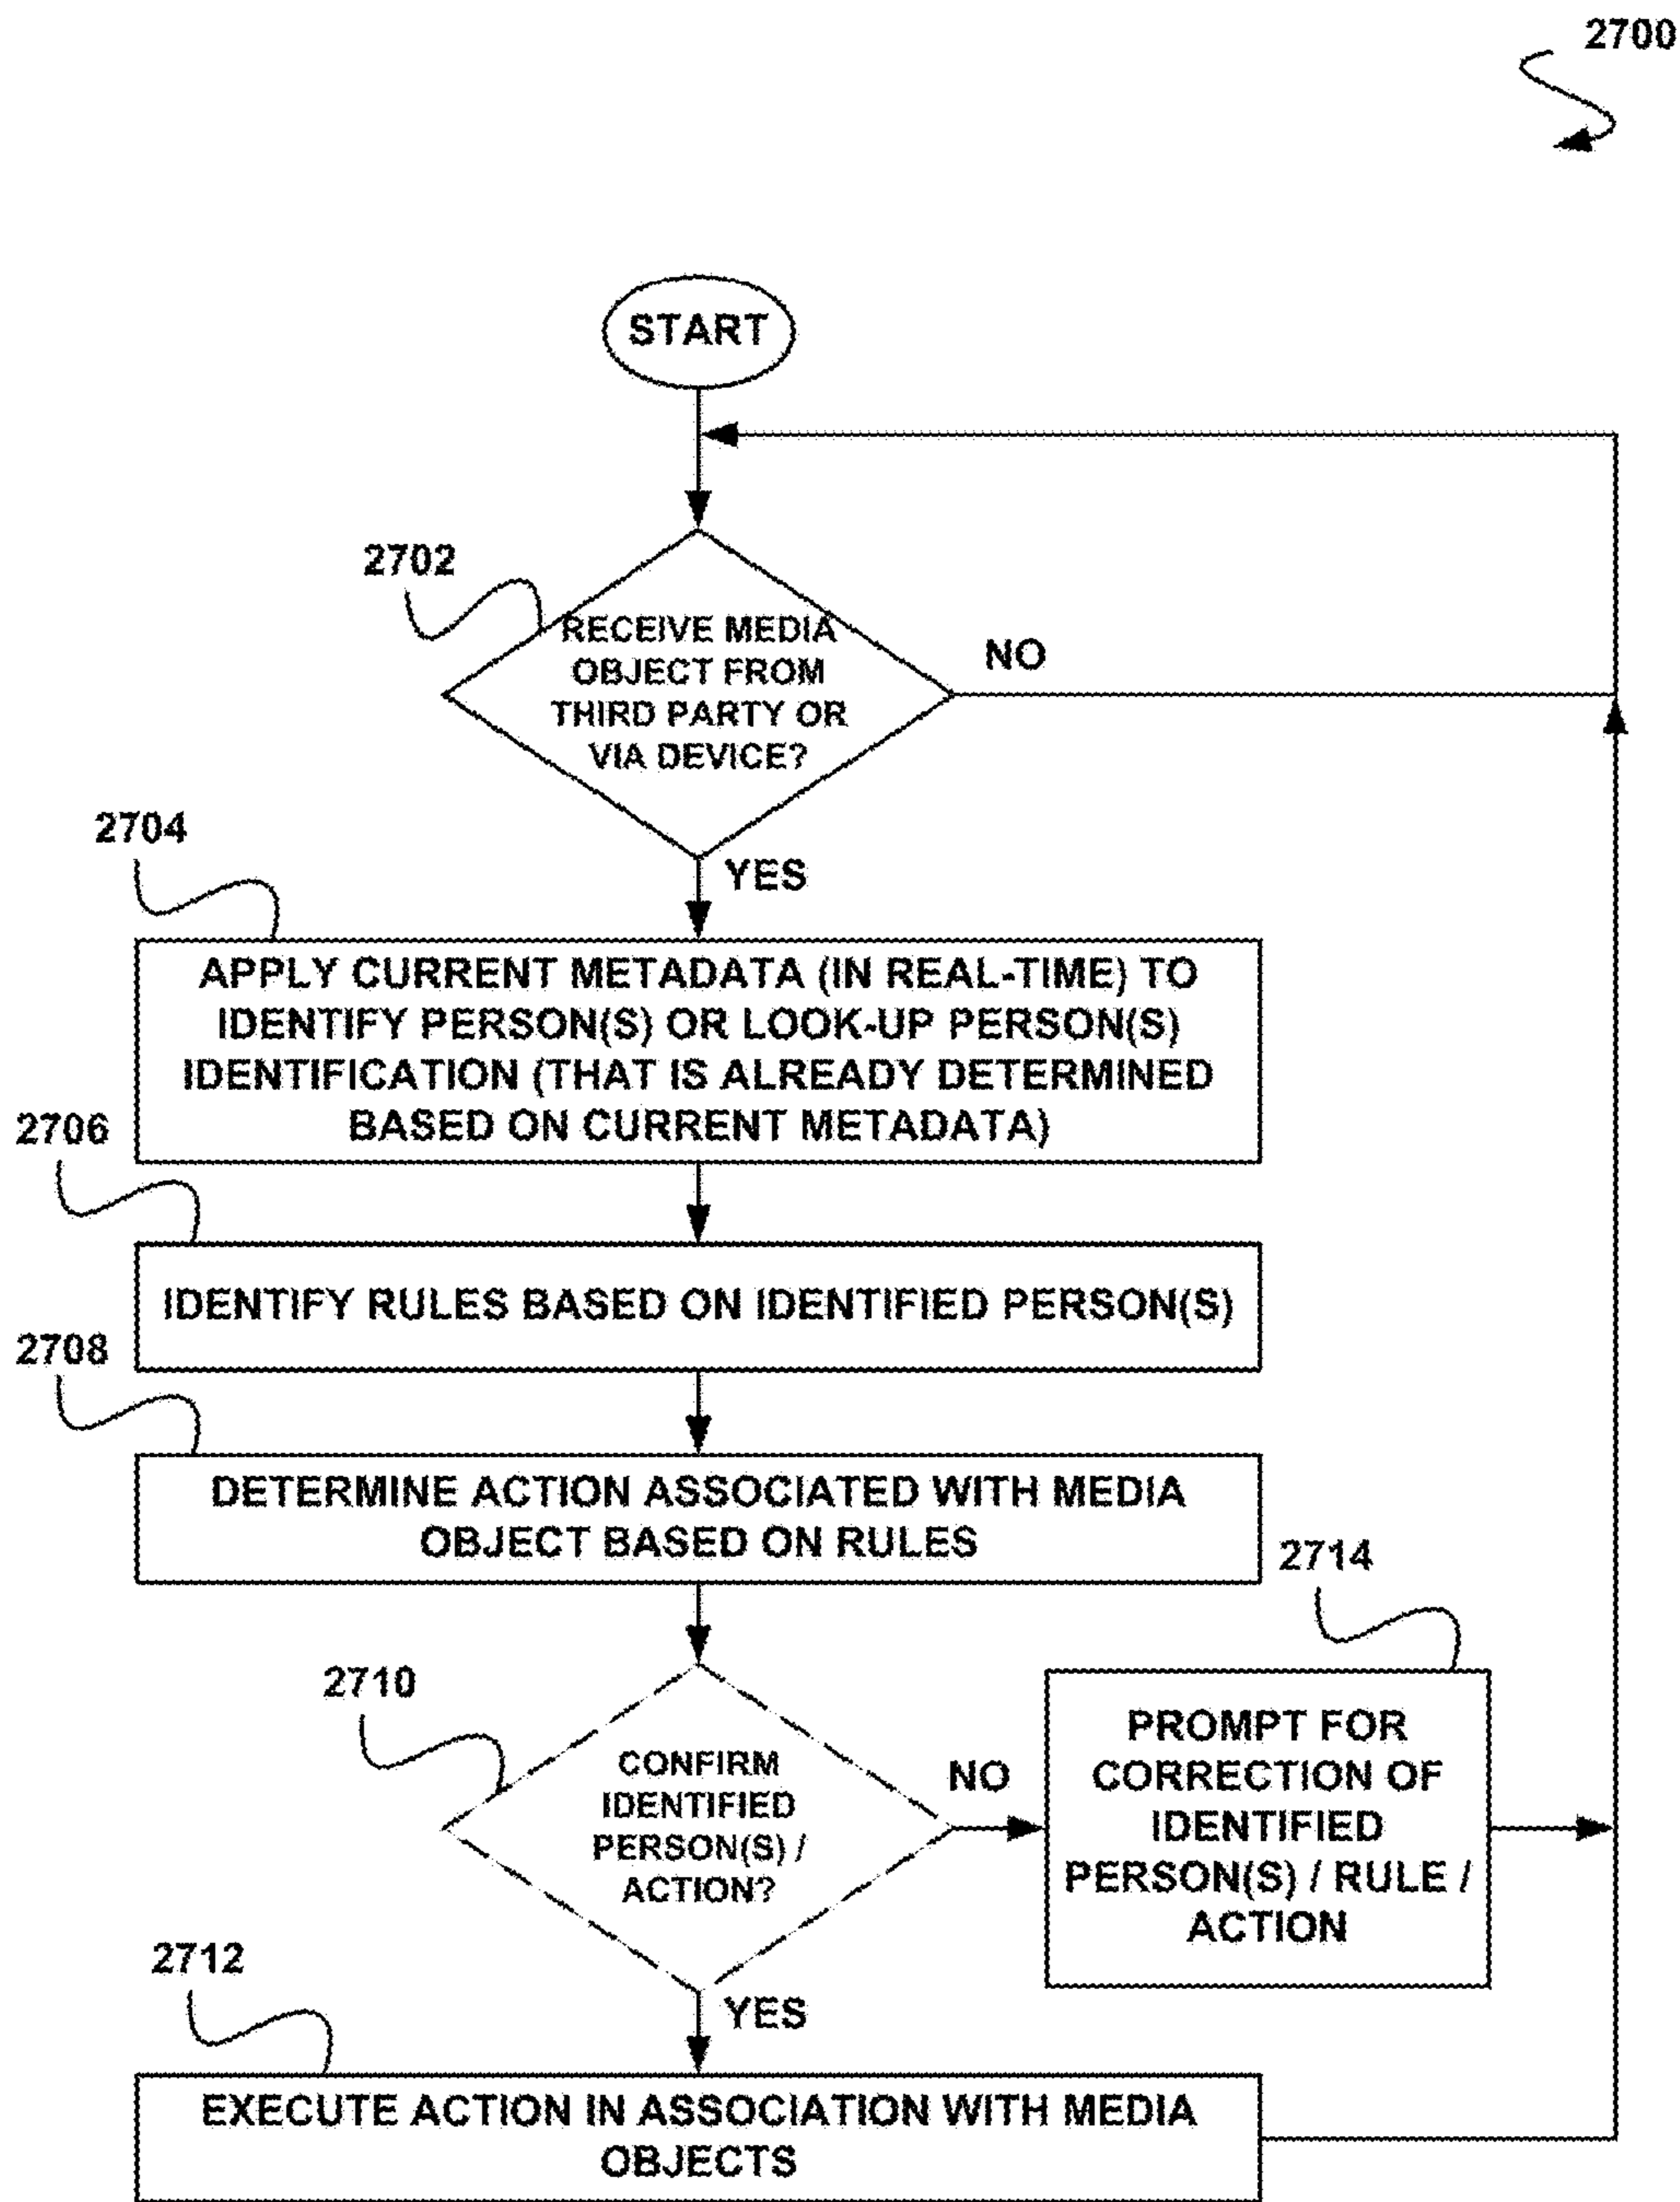 2700
START
2702
RECEIVE MEDIA
OBJECT FROM
THIRD PARTY OR
VIA DEVICE?
NO
YES
2704
APPLY CURRENT METADATA (IN REAL-TIME) TO
IDENTIFY PERSON(S) OR LOOK-UP PERSON(S)
IDENTIFICATION (THAT IS ALREADY DETERMINED
BASED ON CURRENT METADATA)
2706
IDENTIFY RULES BASED ON IDENTIFIED PERSON(S)
2708
DETERMINE ACTION ASSOCIATED WITH MEDIA
OBJECT BASED ON RULES
2710
CONFIRM
IDENTIFIED
PERSON(S) /
ACTION?
NO
2714
PROMPT FOR
CORRECTION OF
IDENTIFIED
PERSON(S) / RULE /
ACTION
YES
2712
EXECUTE ACTION IN ASSOCIATION WITH MEDIA
OBJECTS